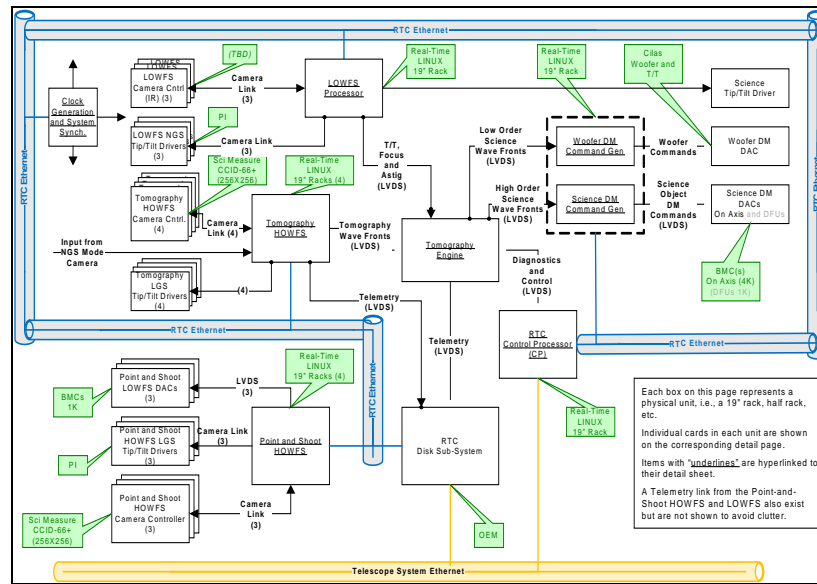 RTC Ethernet
(TBD)
Real-Time
LINUX
19" Rack
Real-Time
LINUX
19" Rack
Cilas
Woofer and
T/T
LOWFS
LOWFS
LOWFS
Camera Cntrl
(IR) (3)
Camera
Link
(3)
LOWFS
Processor
Science
Tip/Tilt Driver
Clock
Generation
and System
Synch.
PI
LOWFS NGS
Tip/Tilt Drivers
(3)
Camera Link (3)
Sci Measure
CCID-66+
(256X256)
Real-Time
LINUX
19" Racks (4)
T/T,
Focus
and
Astig
(LVDS)
Low Order
Science
Wave Fronts
(LVDS)
Woofer DM
Command Gen
Woofer
Commands
Woofer DM
DAC
RTC Ethernet
RTC Ethernet
Tomography
HOWFS
Camera Cntrl.
(4)
Camera
Link (4)
Tomography
HOWFS
Tomography
Wave Fronts
(LVDS)
High Order
Science
Wave Fronts
(LVDS)
Science DM
Command Gen
Science
Object DM
Commands
(LVDS)
Science DM
DACs
On Axis and DFUs
Input from
NGS Mode
Camera
Tomography
Engine
Diagnostics
and
Control
(LVDS)
BMC(s)
On Axis (4K)
(DFUs 1K)
Tomography
LGS
Tip/Tilt Drivers
(4)
(4)
Telemetry
(LVDS)
RTC Ethernet
Telemetry
(LVDS)
RTC
Control Processor
(CP)
RTC Ethernet
Real-Time
LINUX
19" Racks (4)
RTC Ethernet
BMCs
1K
Point and Shoot
LOWFS DACs
(3)
LVDS
(3)
PI
Point and Shoot
HOWFS LGS
Tip/Tilt Drivers
(3)
Camera Link
(3)
Point and Shoot
HOWFS
RTC
Disk Sub-System
Real-Time
LINUX
19" Rack
Sci Measure
CCID-66+
(256X256)
Point and Shoot
HOWFS
Camera Controller
(3)
Camera
Link
(3)
OEM
Each box on this page represents a
physical unit, i.e., a 19" rack, half rack,
etc.
Individual cards in each unit are shown
on the corresponding detail page.
Items with "underlines" are hyperlinked to
their detail sheet.
A Telemetry link from the Point-and-
Shoot HOWFS and LOWFS also exist
but are not shown to avoid clutter.
Telescope System Ethernet